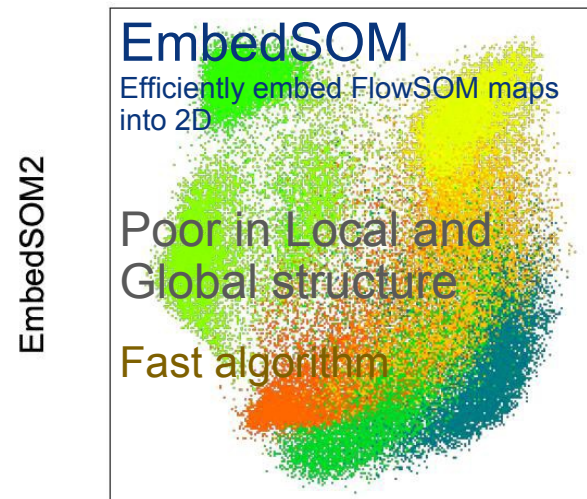 EmbedSOM
Efficiently embed FlowSOM maps
into 2D
Poor in Local and
Global structure
Fast algorithm
EmbedSOM2